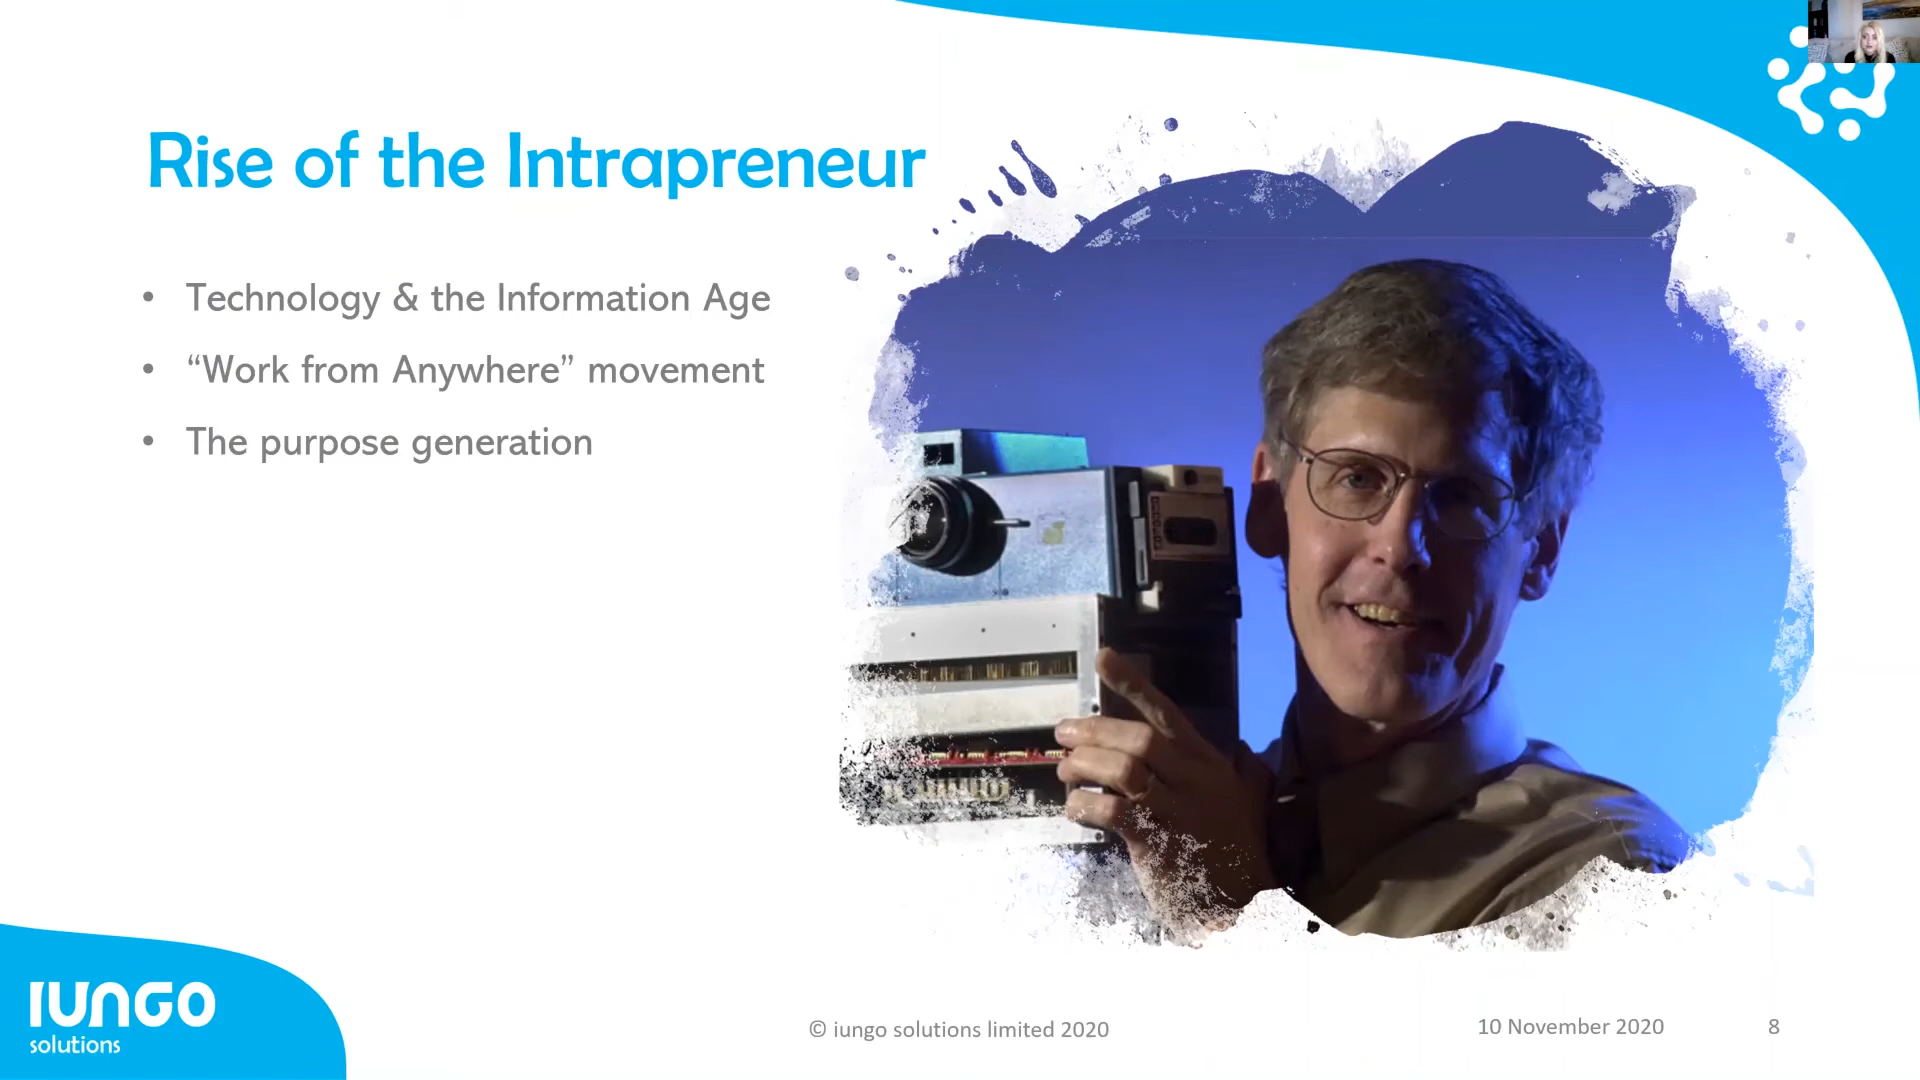 Rise of the Intrapreneur
• Technology & the Information Age
• “Work from Anywhere” movement
• The purpose generation
IUNGO
solutions
© iungo solutions limited 2020
10 November 2020
8